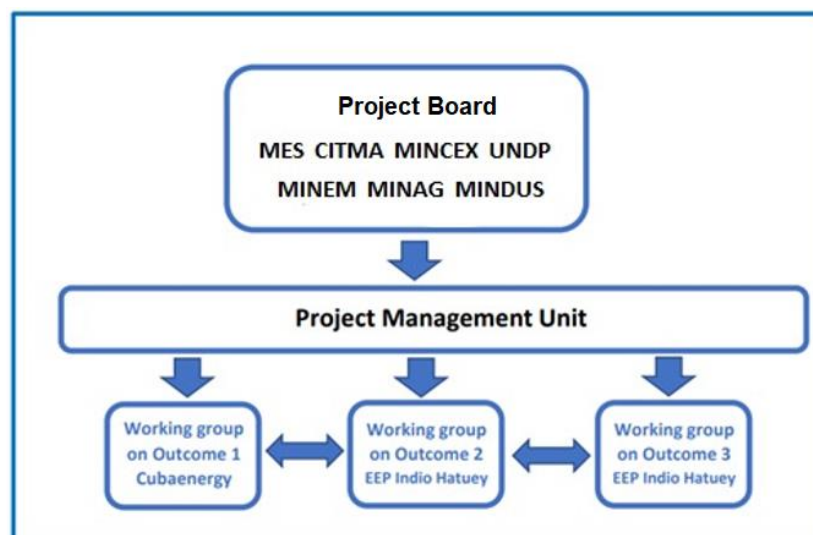 Project Board
MES CITMA MINCEX UNDP
MINEM MINAG MINDUS
Project Management Unit
Working group
on Outcome 1
Cubaenergy
Working group
on Outcome 2
EEP Indio Hatuey
Working group
on Outcome 3
EEP Indio Hatuey